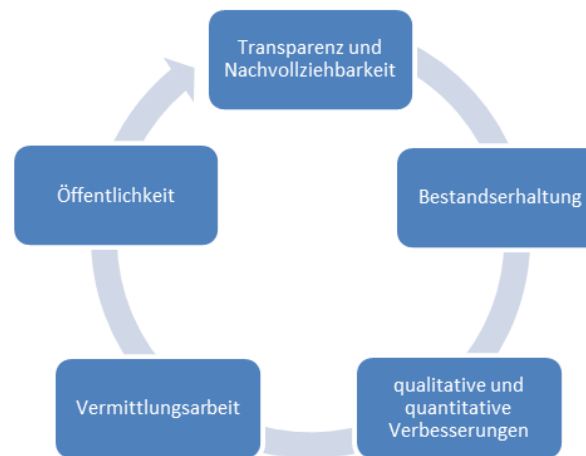 Transparenz und
Nachvollziehbarkeit
Bestandserhaltung
qualitative und
quantitative
Verbesserungen
Vermittlungsarbeit
Öffentlichkeit